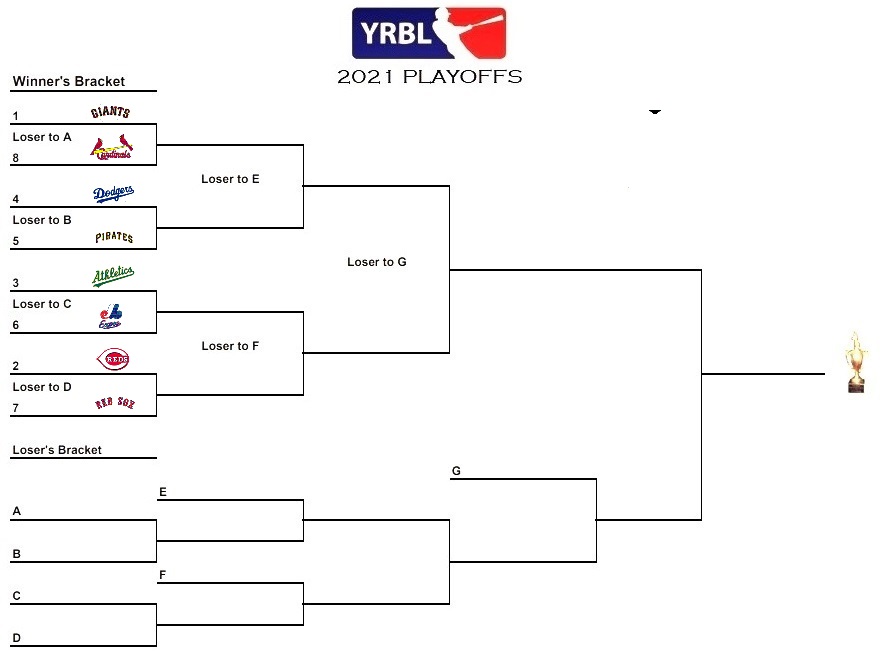 YRBL
2021 PLAYOFFS
Winner's Bracket
1 GIANTS
Loser to A
8 Cardinals
Loser to E
4 Dodgers
Loser to B
5 PIRATES
Loser to G
3 Athletics
Loser to C
6 Expos
Loser to F
2 REDS
Loser to D
7 RED SOX
Loser's Bracket
G
E
A
B
F
C
D